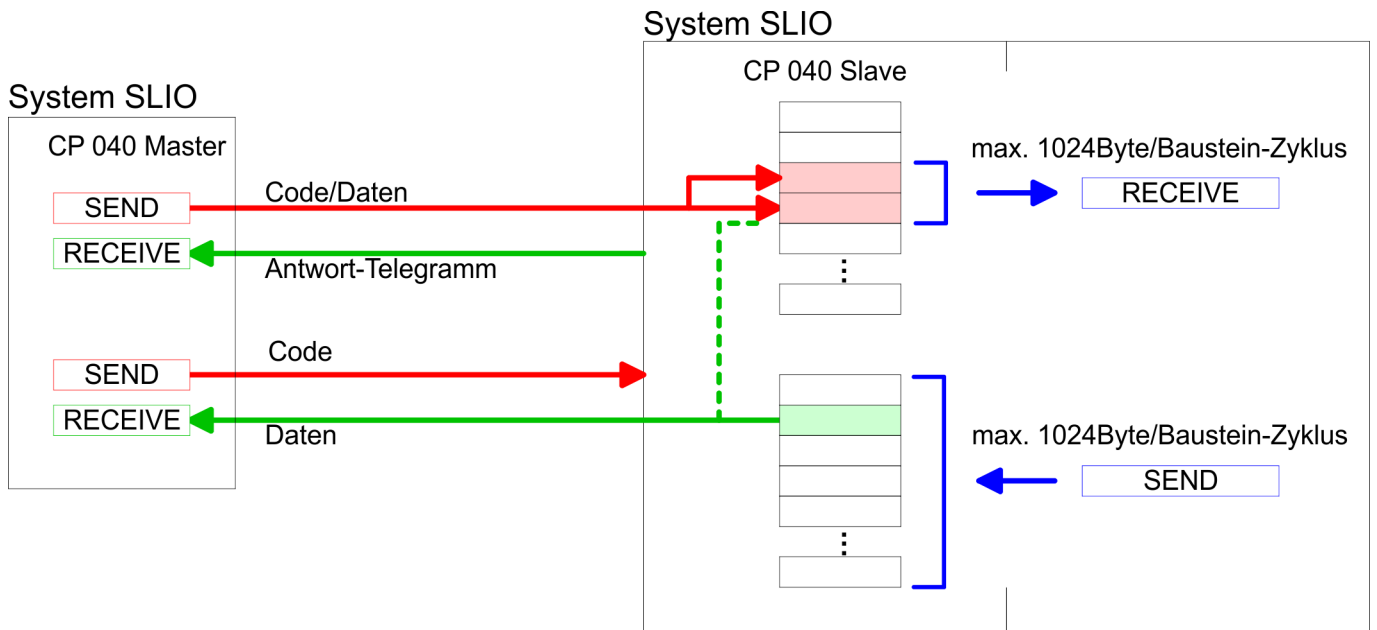 System SLIO
CP 040 Slave
System SLIO
CP 040 Master
max. 1024Byte/Baustein-Zyklus
SEND
Code/Daten
RECEIVE
RECEIVE
Antwort-Telegramm
SEND
Code
RECEIVE
Daten
max. 1024Byte/Baustein-Zyklus
SEND